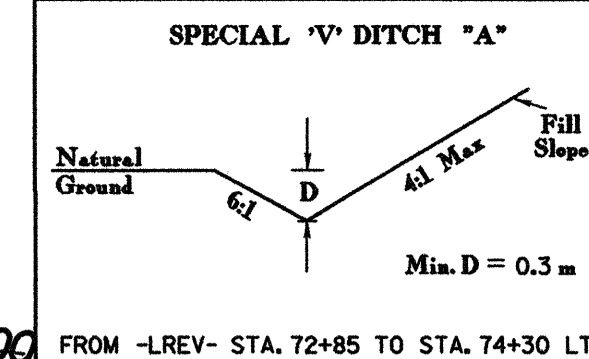 SPECIAL 'V' DITCH "A"
Fill
Slope
Natural
Ground
6:1
D
4:1 Max
Min. D = 0.3 m
FROM -LREV- STA. 72+85 TO STA. 74+30 LT